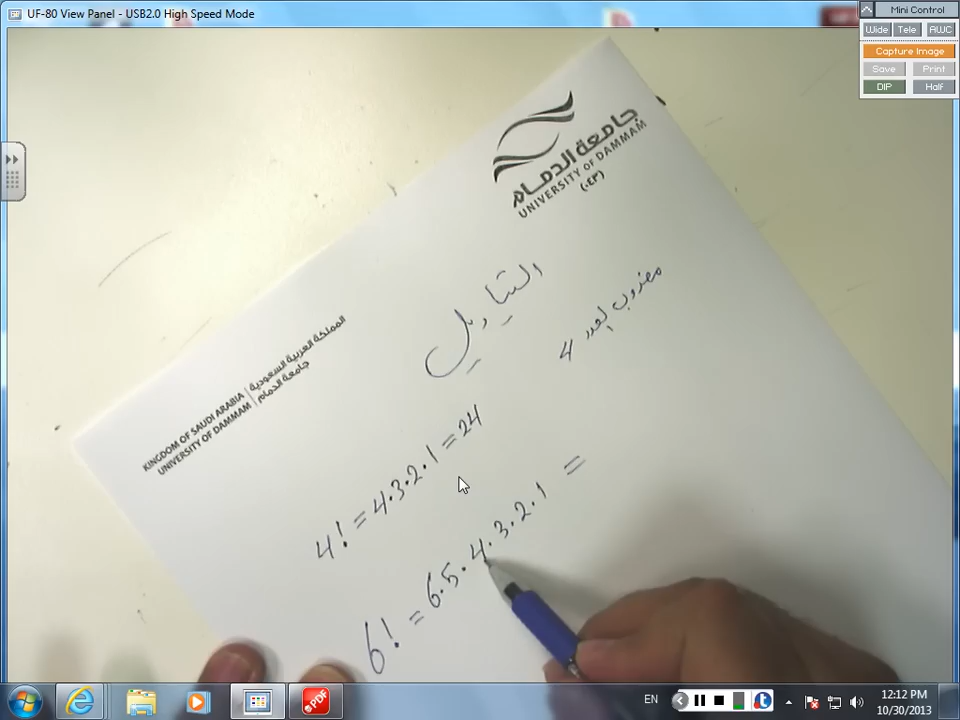 UF-80 View Panel - USB2.0 High Speed Mode
Mini Control
Wide Tele AWC
Capture Image
Save Print
DIP Half
جامعة الدمام
UNIVERSITY OF DAMMAM
(٠٤٣)
KINGDOM OF SAUDI ARABIA
UNIVERSITY OF DAMMAM
المملكة العربية السعودية
جامعة الدمام
التباديل
مضروب العدد 4
4! = 4.3.2.1 = 24
6! = 6.5.4.3.2.1 =
PDF
EN
12:12 PM
10/30/2013